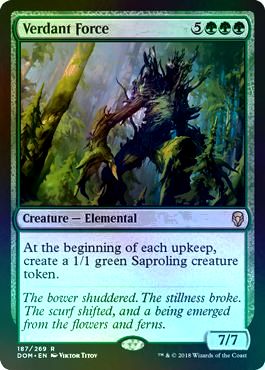 Verdant Force 5
Creature — Elemental
At the beginning of each upkeep,
create a 1/1 green Saproling creature
token.
The bower shuddered. The stillness broke.
The scurf shifted, and a being emerged
from the flowers and ferns.
7/7
187/269 R
DOM • EN Viktor Titov
™ & © 2018 Wizards of the Coast